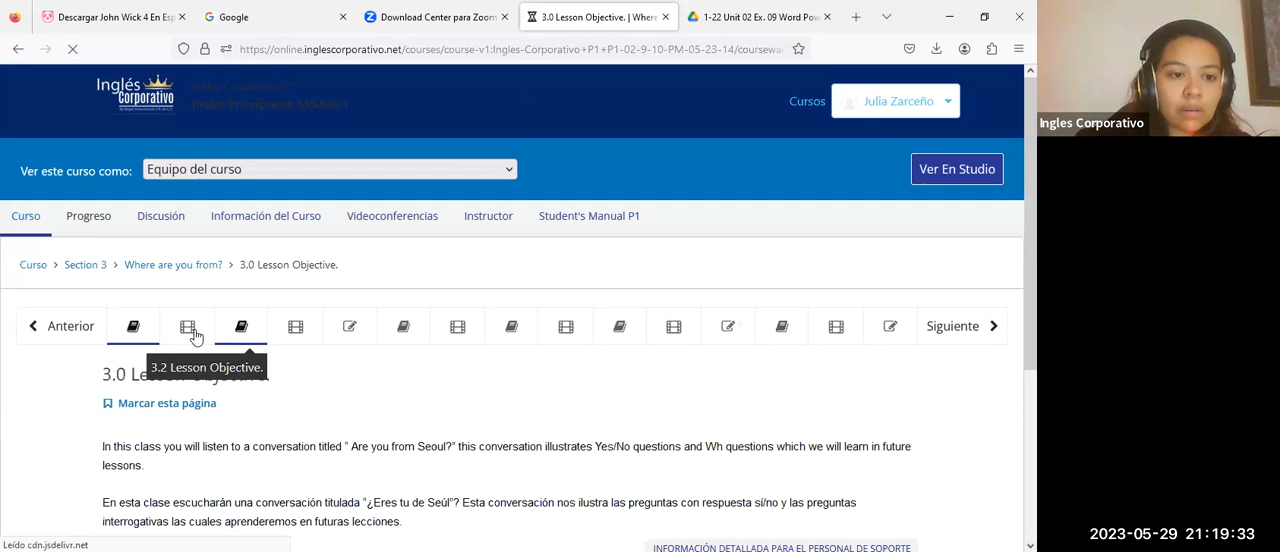 Descargar John Wick 4 En Esp
Google
Download Center para Zoom
3.0 Lesson Objective. | Where
1-22 Unit 02 Ex. 09 Word Pow
https://online.inglescorporativo.net/courses/course-v1:Ingles-Corporativo+P1+P1-02-9-10-PM-05-23-14/coursewar
Inglés
Corporativo
Ingles Principiante Módulo I
Cursos
Julia Zarceño
Ver este curso como:
Equipo del curso
Ver En Studio
Curso
Progreso
Discusión
Información del Curso
Videoconferencias
Instructor
Student's Manual P1
Curso > Section 3 > Where are you from? > 3.0 Lesson Objective.
Anterior
Siguiente
3.2 Lesson Objective.
3.0 Le
Marcar esta página
In this class you will listen to a conversation titled “ Are you from Seoul?” this conversation illustrates Yes/No questions and Wh questions which we will learn in future
lessons.
En esta clase escucharán una conversación titulada “¿Eres tu de Seúl”? Esta conversación nos ilustra las preguntas con respuesta sí/no y las preguntas
interrogativas las cuales aprenderemos en futuras lecciones.
INFORMACIÓN DETALLADA PARA EL PERSONAL DE SOPORTE
Leído cdn.jsdelivr.net
Ingles Corporativo
2023-05-29 21:19:33